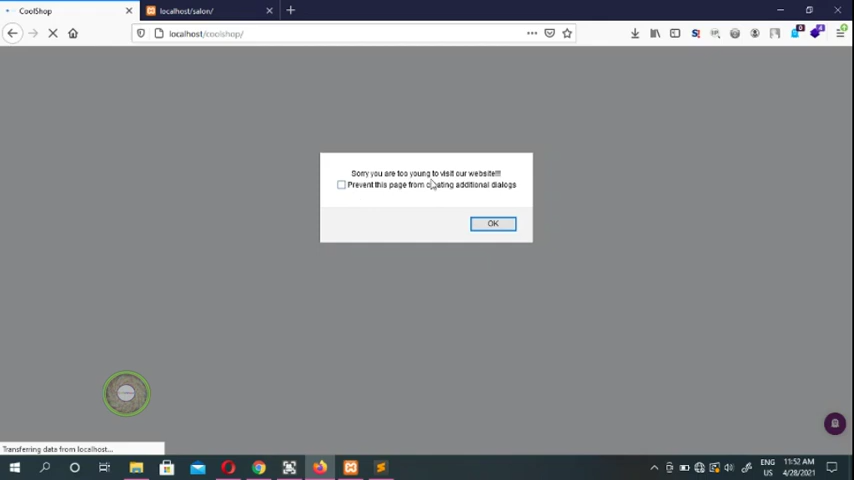 CoolShop
localhost/salon/
localhost/coolshop/
Sorry you are too young to visit our website!!!
Prevent this page from creating additional dialogs
OK
Transferring data from localhost...
ENG
US
11:52 AM
4/28/2021